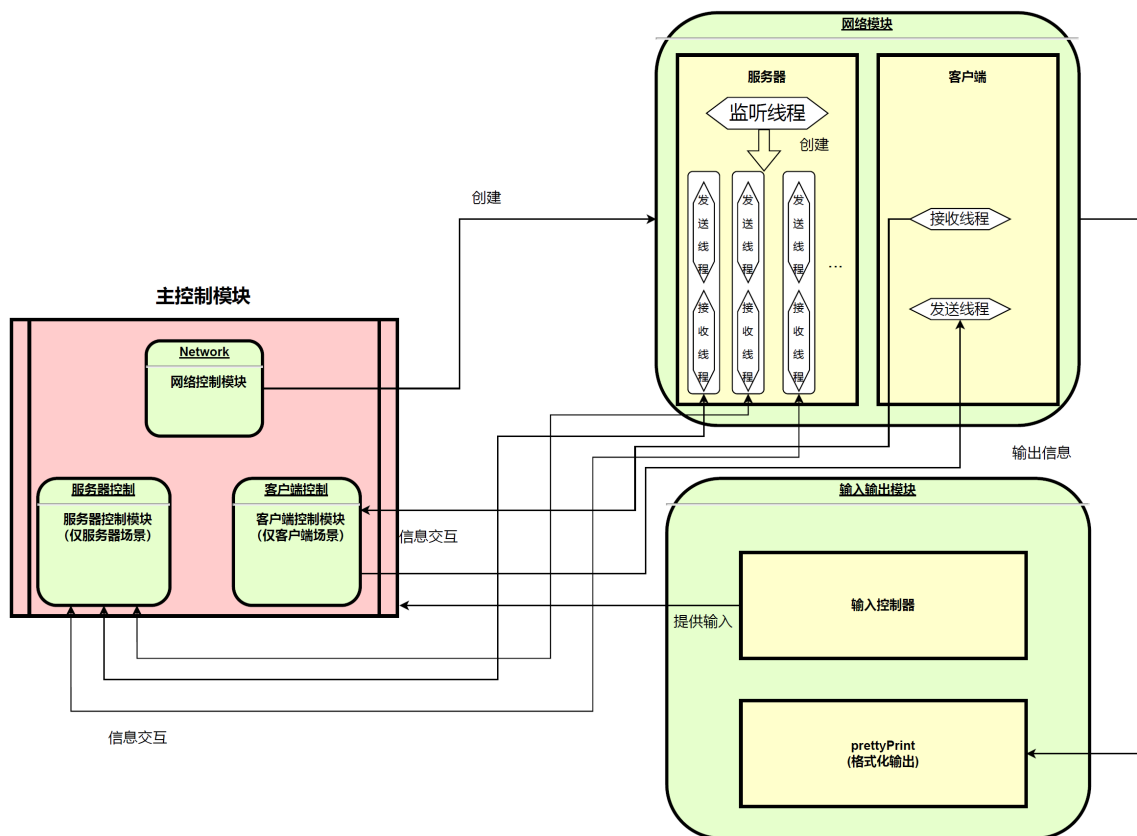 网络模块
服务器
客户端
监听线程
创建
发送线程
发送线程
发送线程
接收线程
接收线程
接收线程
...
接收线程
发送线程
创建
主控制模块
Network
网络控制模块
服务器控制
服务器控制模块
(仅服务器场景)
客户端控制
客户端控制模块
(仅客户端场景)
信息交互
信息交互
输出信息
输入输出模块
输入控制器
提供输入
prettyPrint
(格式化输出)